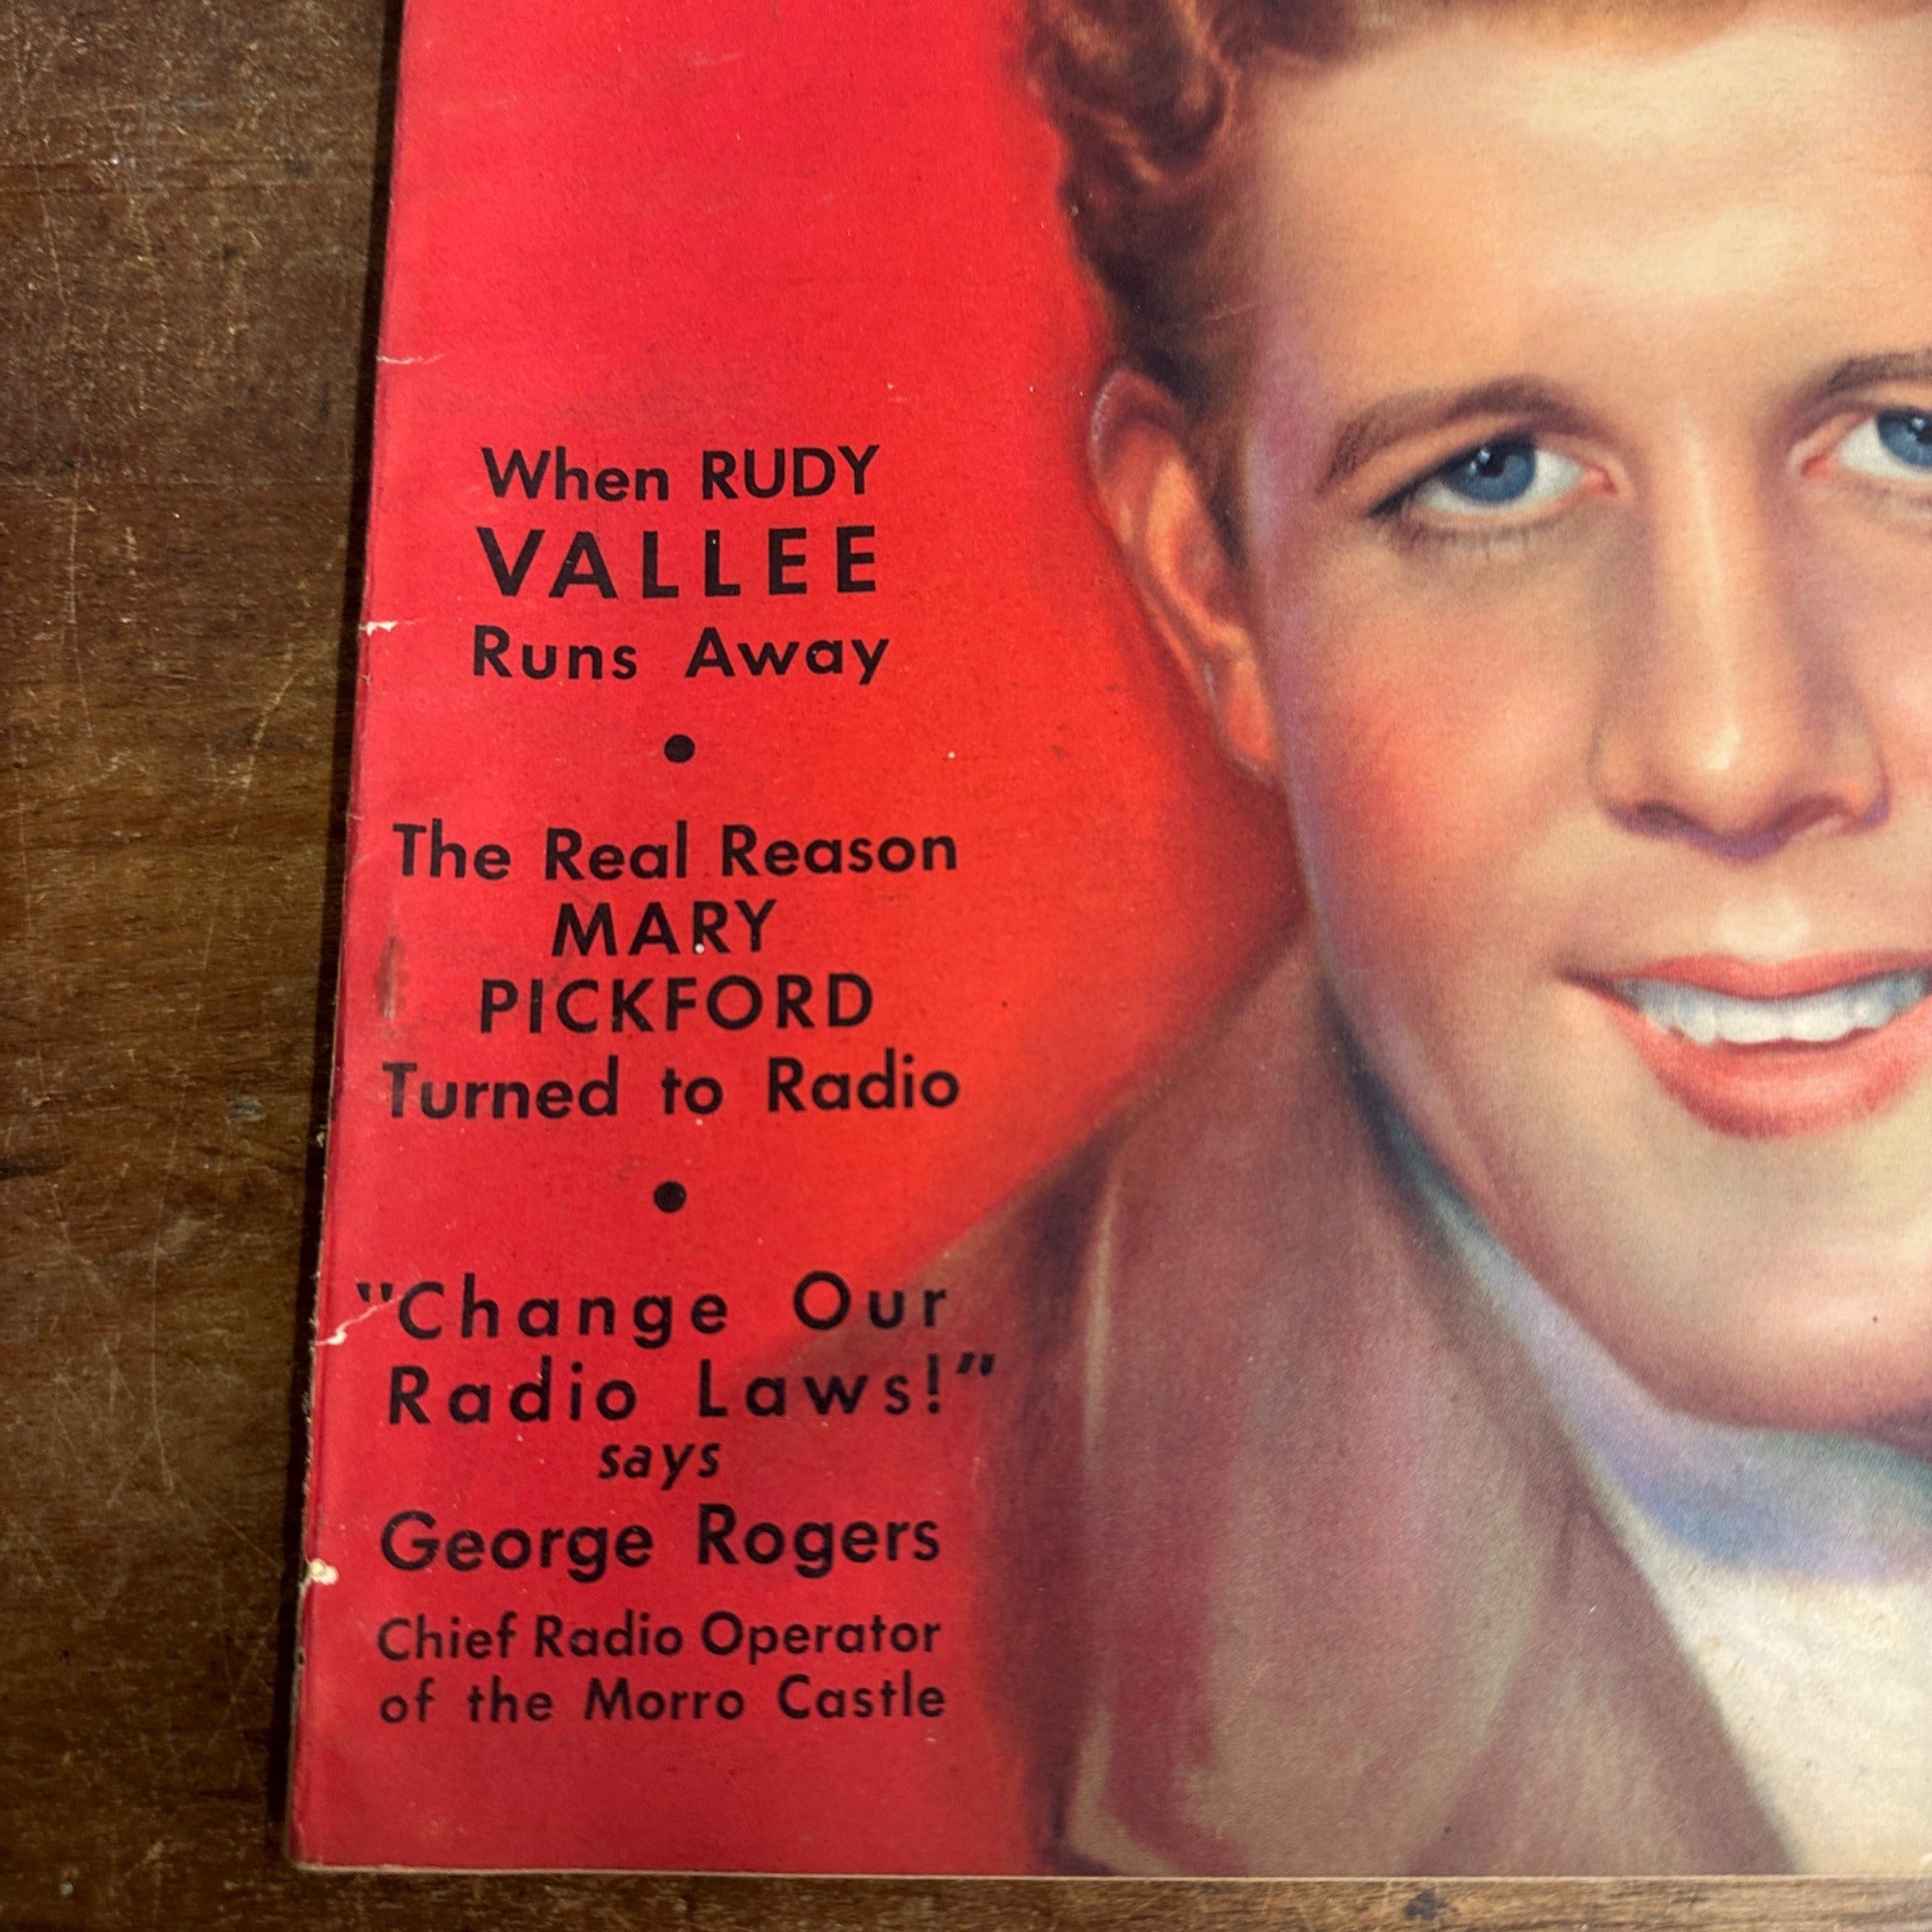 When RUDY
VALLEE
Runs Away
•
The Real Reason
MARY
PICKFORD
Turned to Radio
•
"Change Our
Radio Laws!"
says
George Rogers
Chief Radio Operator
of the Morro Castle